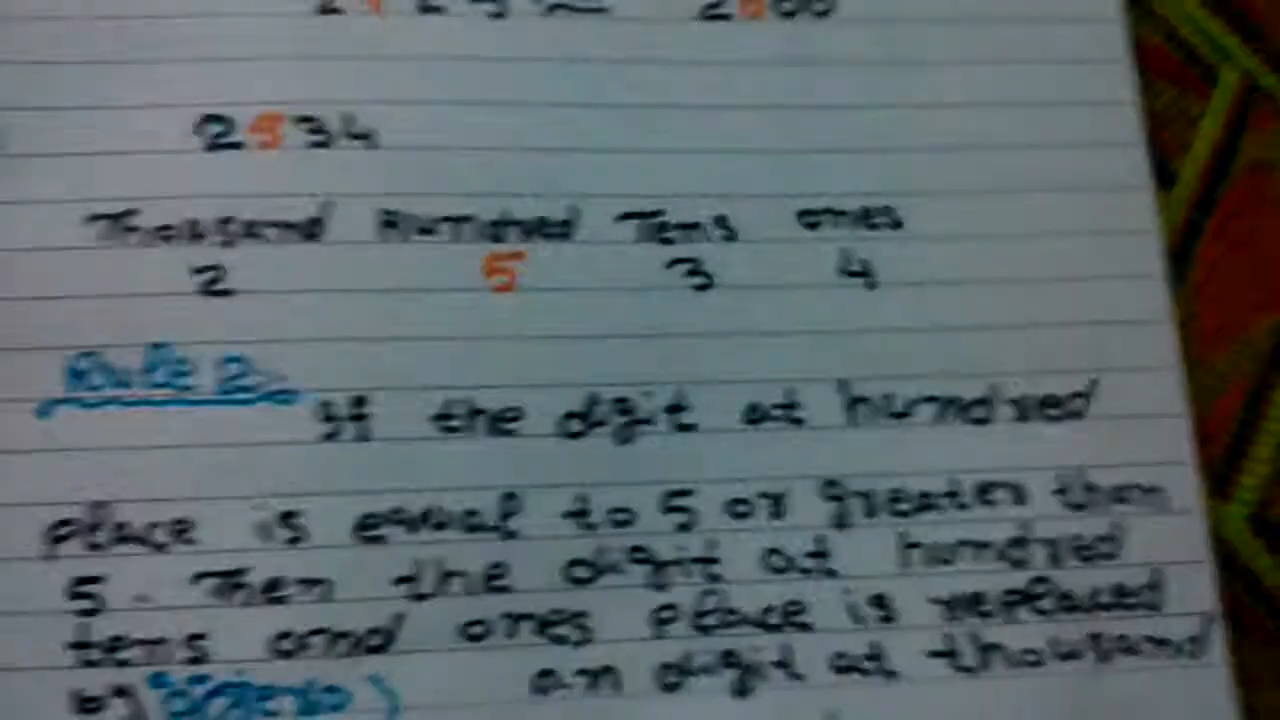 2534
Thousand Hundred Tens ones
2 5 3 4
Rule 2
If the digit at hundred
place is equal to 5 or greater than
5. Then the digit at hundred
tens and ones place is replaced
by an digit at thousand